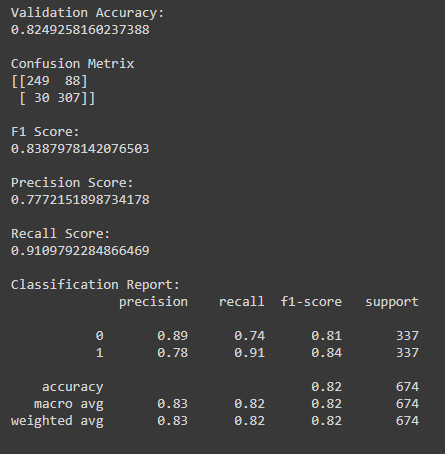 Validation Accuracy:
0.8249258160237388
Confusion Metrix
[[249  88]
 [ 30 307]]
F1 Score:
0.8387978142076503
Precision Score:
0.7772151898734178
Recall Score:
0.9109792284866469
Classification Report:
              precision    recall  f1-score   support
           0       0.89      0.74      0.81       337
           1       0.78      0.91      0.84       337
    accuracy                           0.82       674
   macro avg       0.83      0.82      0.82       674
weighted avg       0.83      0.82      0.82       674